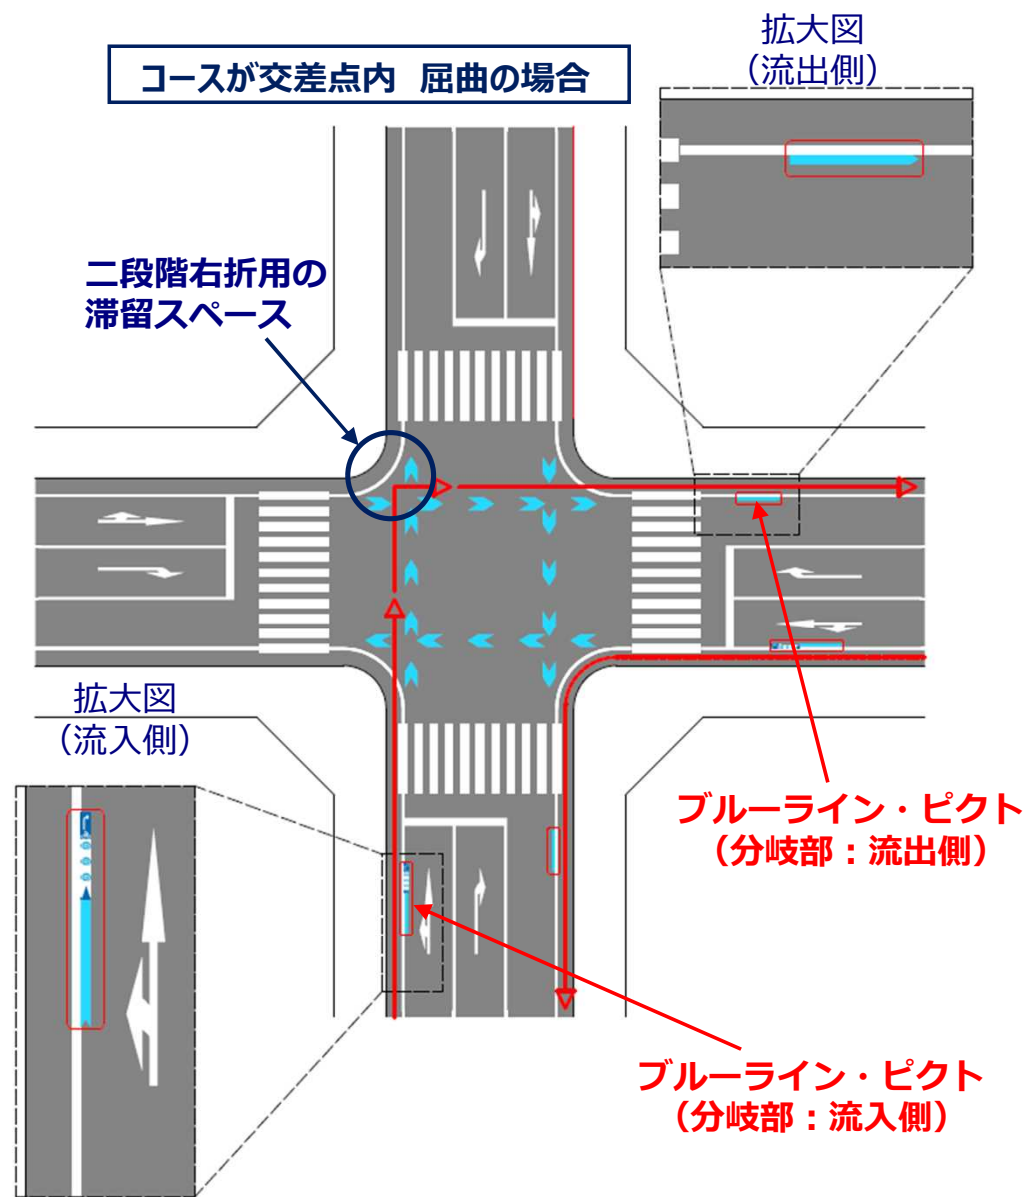 拡大図
（流出側）
コースが交差点内 屈曲の場合
二段階右折用の
滞留スペース
拡大図
（流入側）
ブルーライン・ピクト
（分岐部：流出側）
ブルーライン・ピクト
（分岐部：流入側）